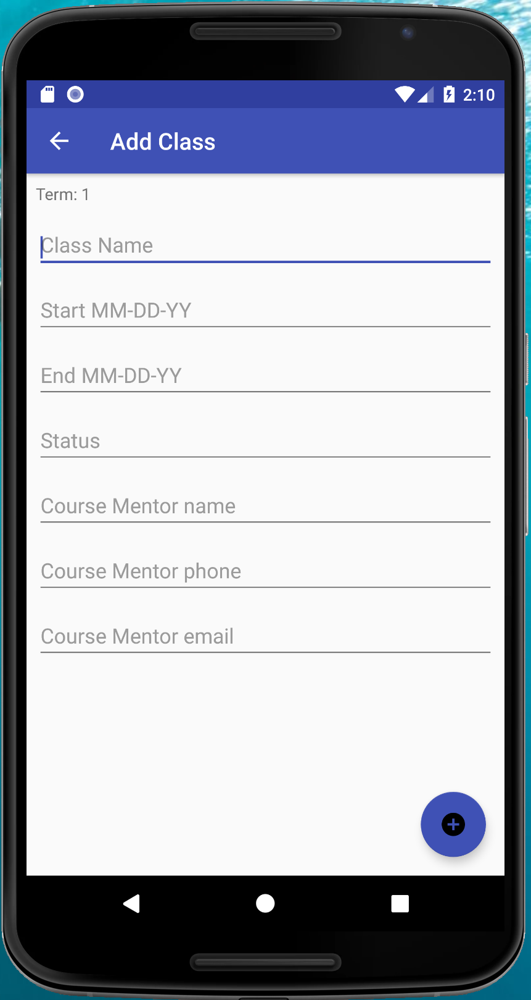 2:10
Add Class
Term: 1
Class Name
Start MM-DD-YY
End MM-DD-YY
Status
Course Mentor name
Course Mentor phone
Course Mentor email